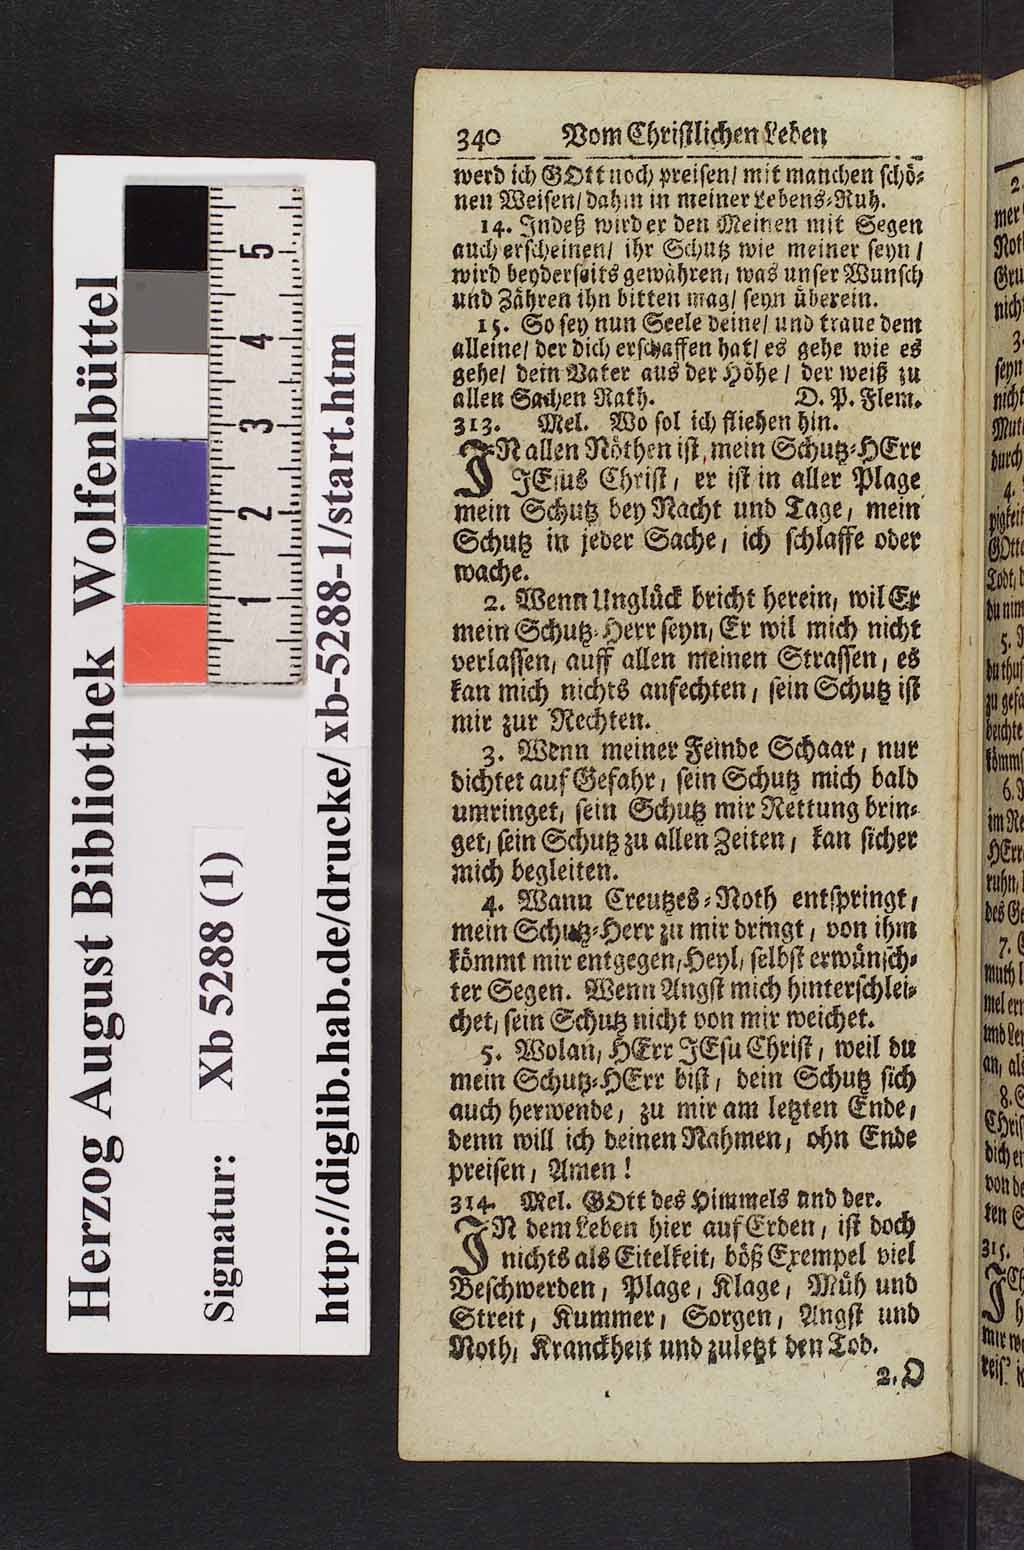 Herzog August Bibliothek Wolfenbüttel
Signatur: Xb 5288 (1)
http://diglib.hab.de/drucke/xb-5288-1/start.htm
5
4
3
2
1
340 Vom Christlichen Leben
werd ich GOtt noch preisen/ mit manchen schö-
nen Weisen/ dahin in meiner Lebens-Ruh.
14. Indeß wird er den Meinen mit Segen
auch erscheinen/ ihr Schutz wie meiner seyn/
wird beyderseits gewähren, was unser Wunsch
und Zähren ihn bitten mag/ seyn überein.
15. So sey nun Seele deine/ und traue dem
alleine/ der dich erschaffen hat/ es gehe wie es
gehe/ dein Vater aus der Höhe/ der weiß zu
allen Sachen Rath. D. P. Flem.
313. Mel. Wo sol ich fliehen hin.
IN allen Nöthen ist, mein Schutz-HErr
JEsus Christ, er ist in aller Plage
mein Schutz bey Nacht und Tage, mein
Schutz in jeder Sache, ich schlaffe oder
wache.
2. Wenn Unglück bricht herein, wil Er
mein Schutz-Herr seyn, Er wil mich nicht
verlassen, auff allen meinen Strassen, es
kan mich nichts anfechten, sein Schutz ist
mir zur Rechten.
3. Wenn meiner Feinde Schaar, nur
dichtet auf Gefahr, sein Schutz mich bald
umringet, sein Schutz mir Rettung brin-
get, sein Schutz zu allen Zeiten, kan sicher
mich begleiten.
4. Wann Creutzes-Noth entspringt,
mein Schutz-Herr zu mir dringt, von ihm
kömmt mir entgegen, Heyl, selbst erwünsch-
ter Segen. Wenn Angst mich hinterschlei-
chet, sein Schutz nicht von mir weichet.
5. Wolan, HErr JEsu Christ, weil du
mein Schutz-HErr bist, dein Schutz sich
auch herwende, zu mir am letzten Ende,
denn will ich deinen Nahmen, ohn Ende
preisen, Amen!
314. Mel. GOtt des Himmels und der.
IN dem Leben hier auf Erden, ist doch
nichts als Eitelkeit, böß Exempel viel
Beschwerden, Plage, Klage, Müh und
Streit, Kummer, Sorgen, Angst und
Noth, Kranckheit und zuletzt den Tod.
2. O